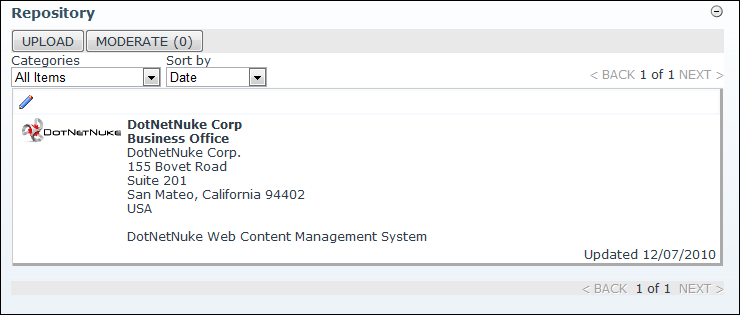 Repository
UPLOAD MODERATE (0)
Categories Sort by
All Items Date < BACK 1 of 1 NEXT >
DOTNETNUKE DotNetNuke Corp
Business Office
DotNetNuke Corp.
155 Bovet Road
Suite 201
San Mateo, California 94402
USA
DotNetNuke Web Content Management System
Updated 12/07/2010
< BACK 1 of 1 NEXT >